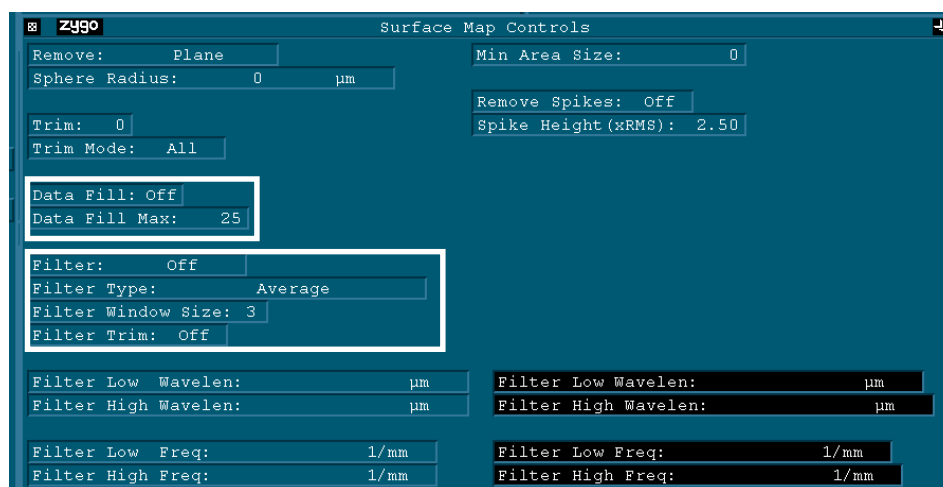 zygo Surface Map Controls
Remove: Plane
Sphere Radius: 0 µm
Min Area Size: 0
Remove Spikes: Off
Spike Height(xRMS): 2.50
Trim: 0
Trim Mode: All
Data Fill: Off
Data Fill Max: 25
Filter: Off
Filter Type: Average
Filter Window Size: 3
Filter Trim: Off
Filter Low Wavelen: µm
Filter High Wavelen: µm
Filter Low Wavelen: µm
Filter High Wavelen: µm
Filter Low Freq: 1/mm
Filter High Freq: 1/mm
Filter Low Freq: 1/mm
Filter High Freq: 1/mm